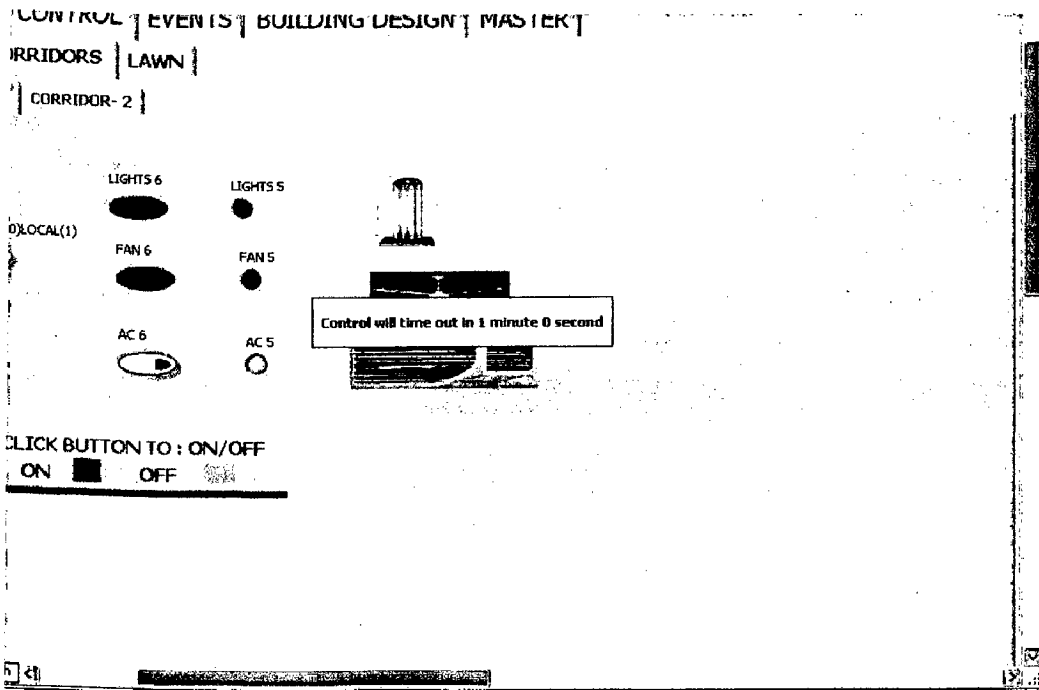 CONTROL EVENTS BUILDING DESIGN MASTER
RRIDORS LAWN
CORRIDOR- 2
LIGHTS 6 LIGHTS 5
0)LOCAL(1)
FAN 6 FAN 5
Control will time out in 1 minute 0 second
AC 6 AC 5
CLICK BUTTON TO : ON/OFF
ON OFF